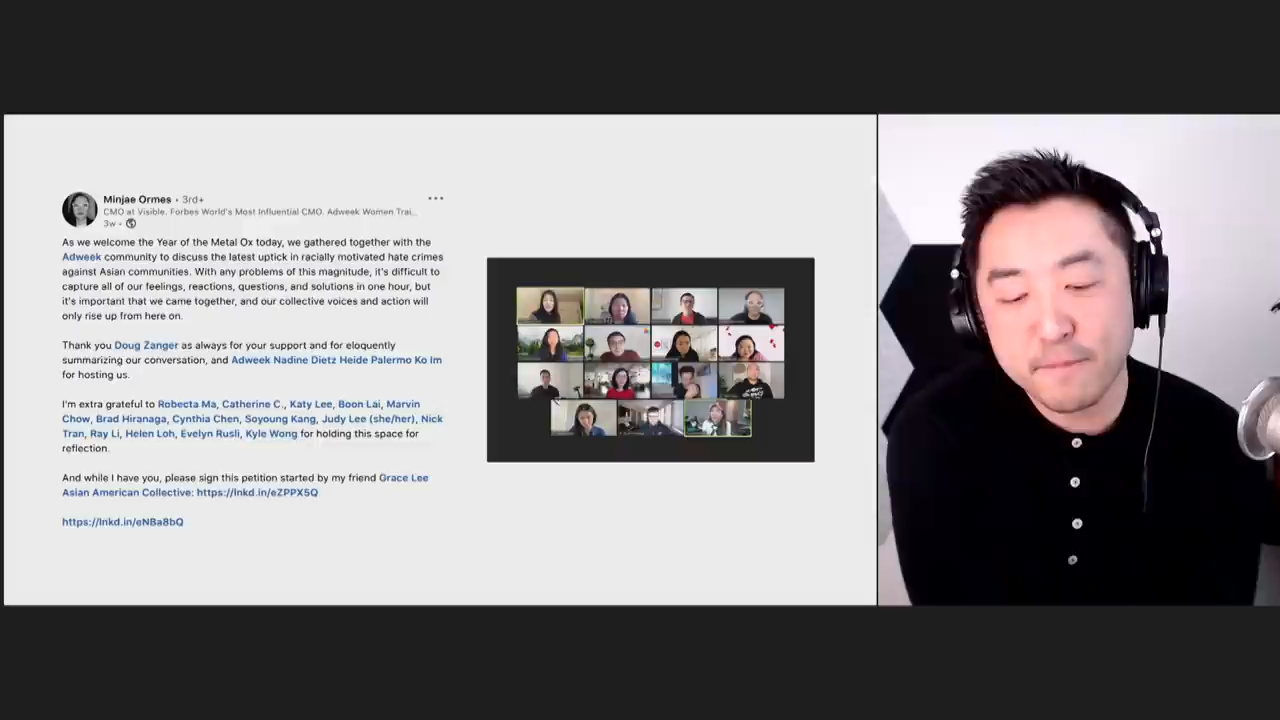 Minjae Ormes • 3rd+
CMO at Visible. Forbes World's Most Influential CMO. Adweek Women Trai...
3w •
As we welcome the Year of the Metal Ox today, we gathered together with the
Adweek community to discuss the latest uptick in racially motivated hate crimes
against Asian communities. With any problems of this magnitude, it's difficult to
capture all of our feelings, reactions, questions, and solutions in one hour, but
it's important that we came together, and our collective voices and action will
only rise up from here on.
Thank you Doug Zanger as always for your support and for eloquently
summarizing our conversation, and Adweek Nadine Dietz Heide Palermo Ko Im
for hosting us.
I'm extra grateful to Robecta Ma, Catherine C., Katy Lee, Boon Lai, Marvin
Chow, Brad Hiranaga, Cynthia Chen, Soyoung Kang, Judy Lee (she/her), Nick
Tran, Ray Li, Helen Loh, Evelyn Rusli, Kyle Wong for holding this space for
reflection.
And while I have you, please sign this petition started by my friend Grace Lee
Asian American Collective: https://lnkd.in/eZPPX5Q
https://lnkd.in/eNBa8bQ